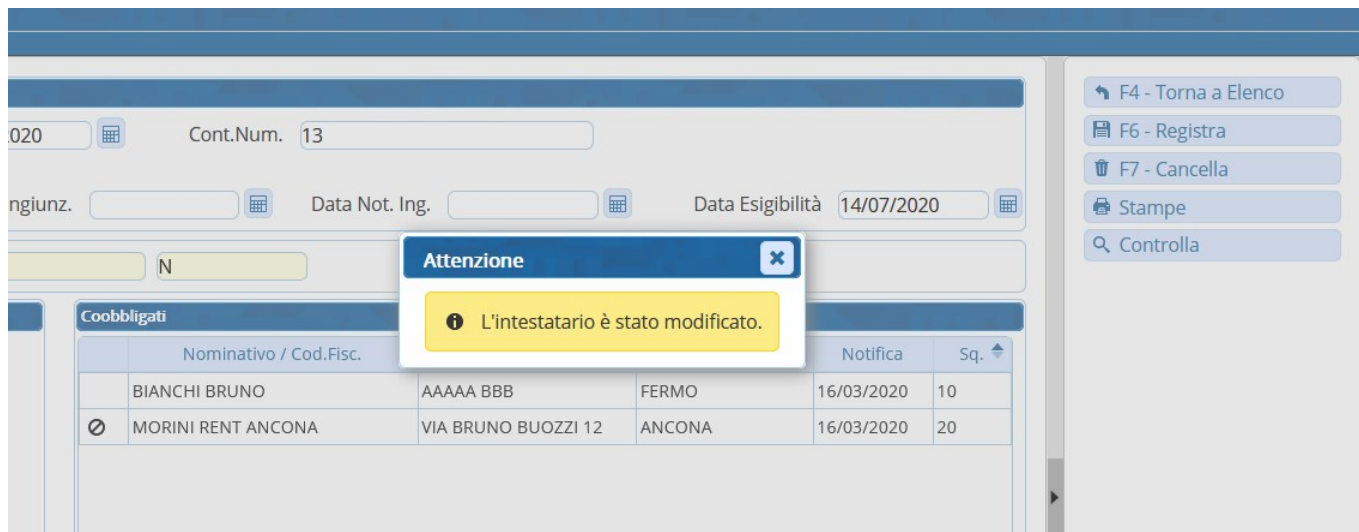 F4 - Torna a Elenco
020 Cont.Num. 13
F6 - Registra
F7 - Cancella
ngiunz. Data Not. Ing. Data Esigibilità 14/07/2020
Stampe
Controlla
Attenzione
N
L'intestatario è stato modificato.
Coobbligati
Nominativo / Cod.Fisc. Notifica Sq.
BIANCHI BRUNO AAAAA BBB FERMO 16/03/2020 10
MORINI RENT ANCONA VIA BRUNO BUOZZI 12 ANCONA 16/03/2020 20